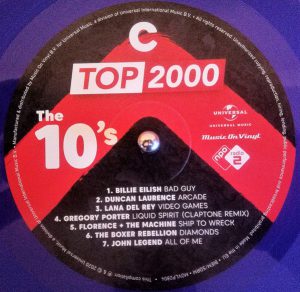 C
TOP 2000
The
10's
UNIVERSAL
UNIVERSAL MUSIC
Music On Vinyl
npo radio 2
1. BILLIE EILISH BAD GUY
2. DUNCAN LAURENCE ARCADE
3. LANA DEL REY VIDEO GAMES
4. GREGORY PORTER LIQUID SPIRIT (CLAPTONE REMIX)
5. FLORENCE + THE MACHINE SHIP TO WRECK
6. THE BOXER REBELLION DIAMONDS
7. JOHN LEGEND ALL OF ME